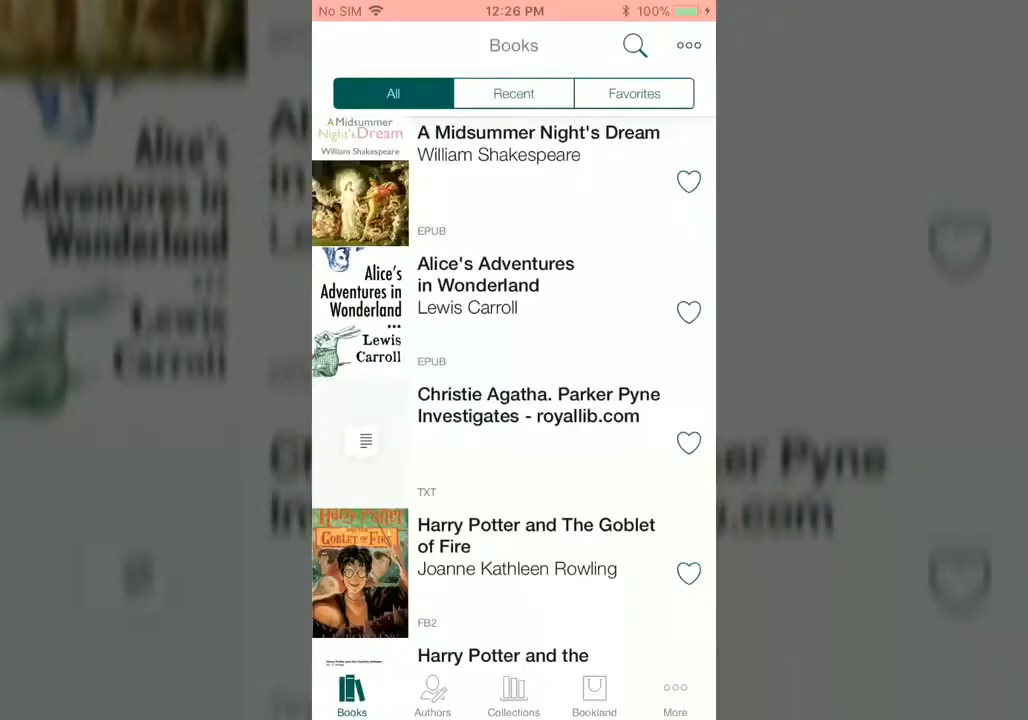 No SIM 12:26 PM 100%
Books
All Recent Favorites
A Midsummer
Night'sDream
William Shakespeare
A Midsummer Night's Dream
William Shakespeare
EPUB
Alice's
Adventures in
Wonderland
...
Lewis
Carroll
Alice's Adventures
in Wonderland
Lewis Carroll
EPUB
Christie Agatha. Parker Pyne
Investigates - royallib.com
TXT
HARRY POTTER
AND THE
GOBLET OF FIRE
Harry Potter and The Goblet
of Fire
Joanne Kathleen Rowling
FB2
Harry Potter and the
Books Authors Collections Bookland More